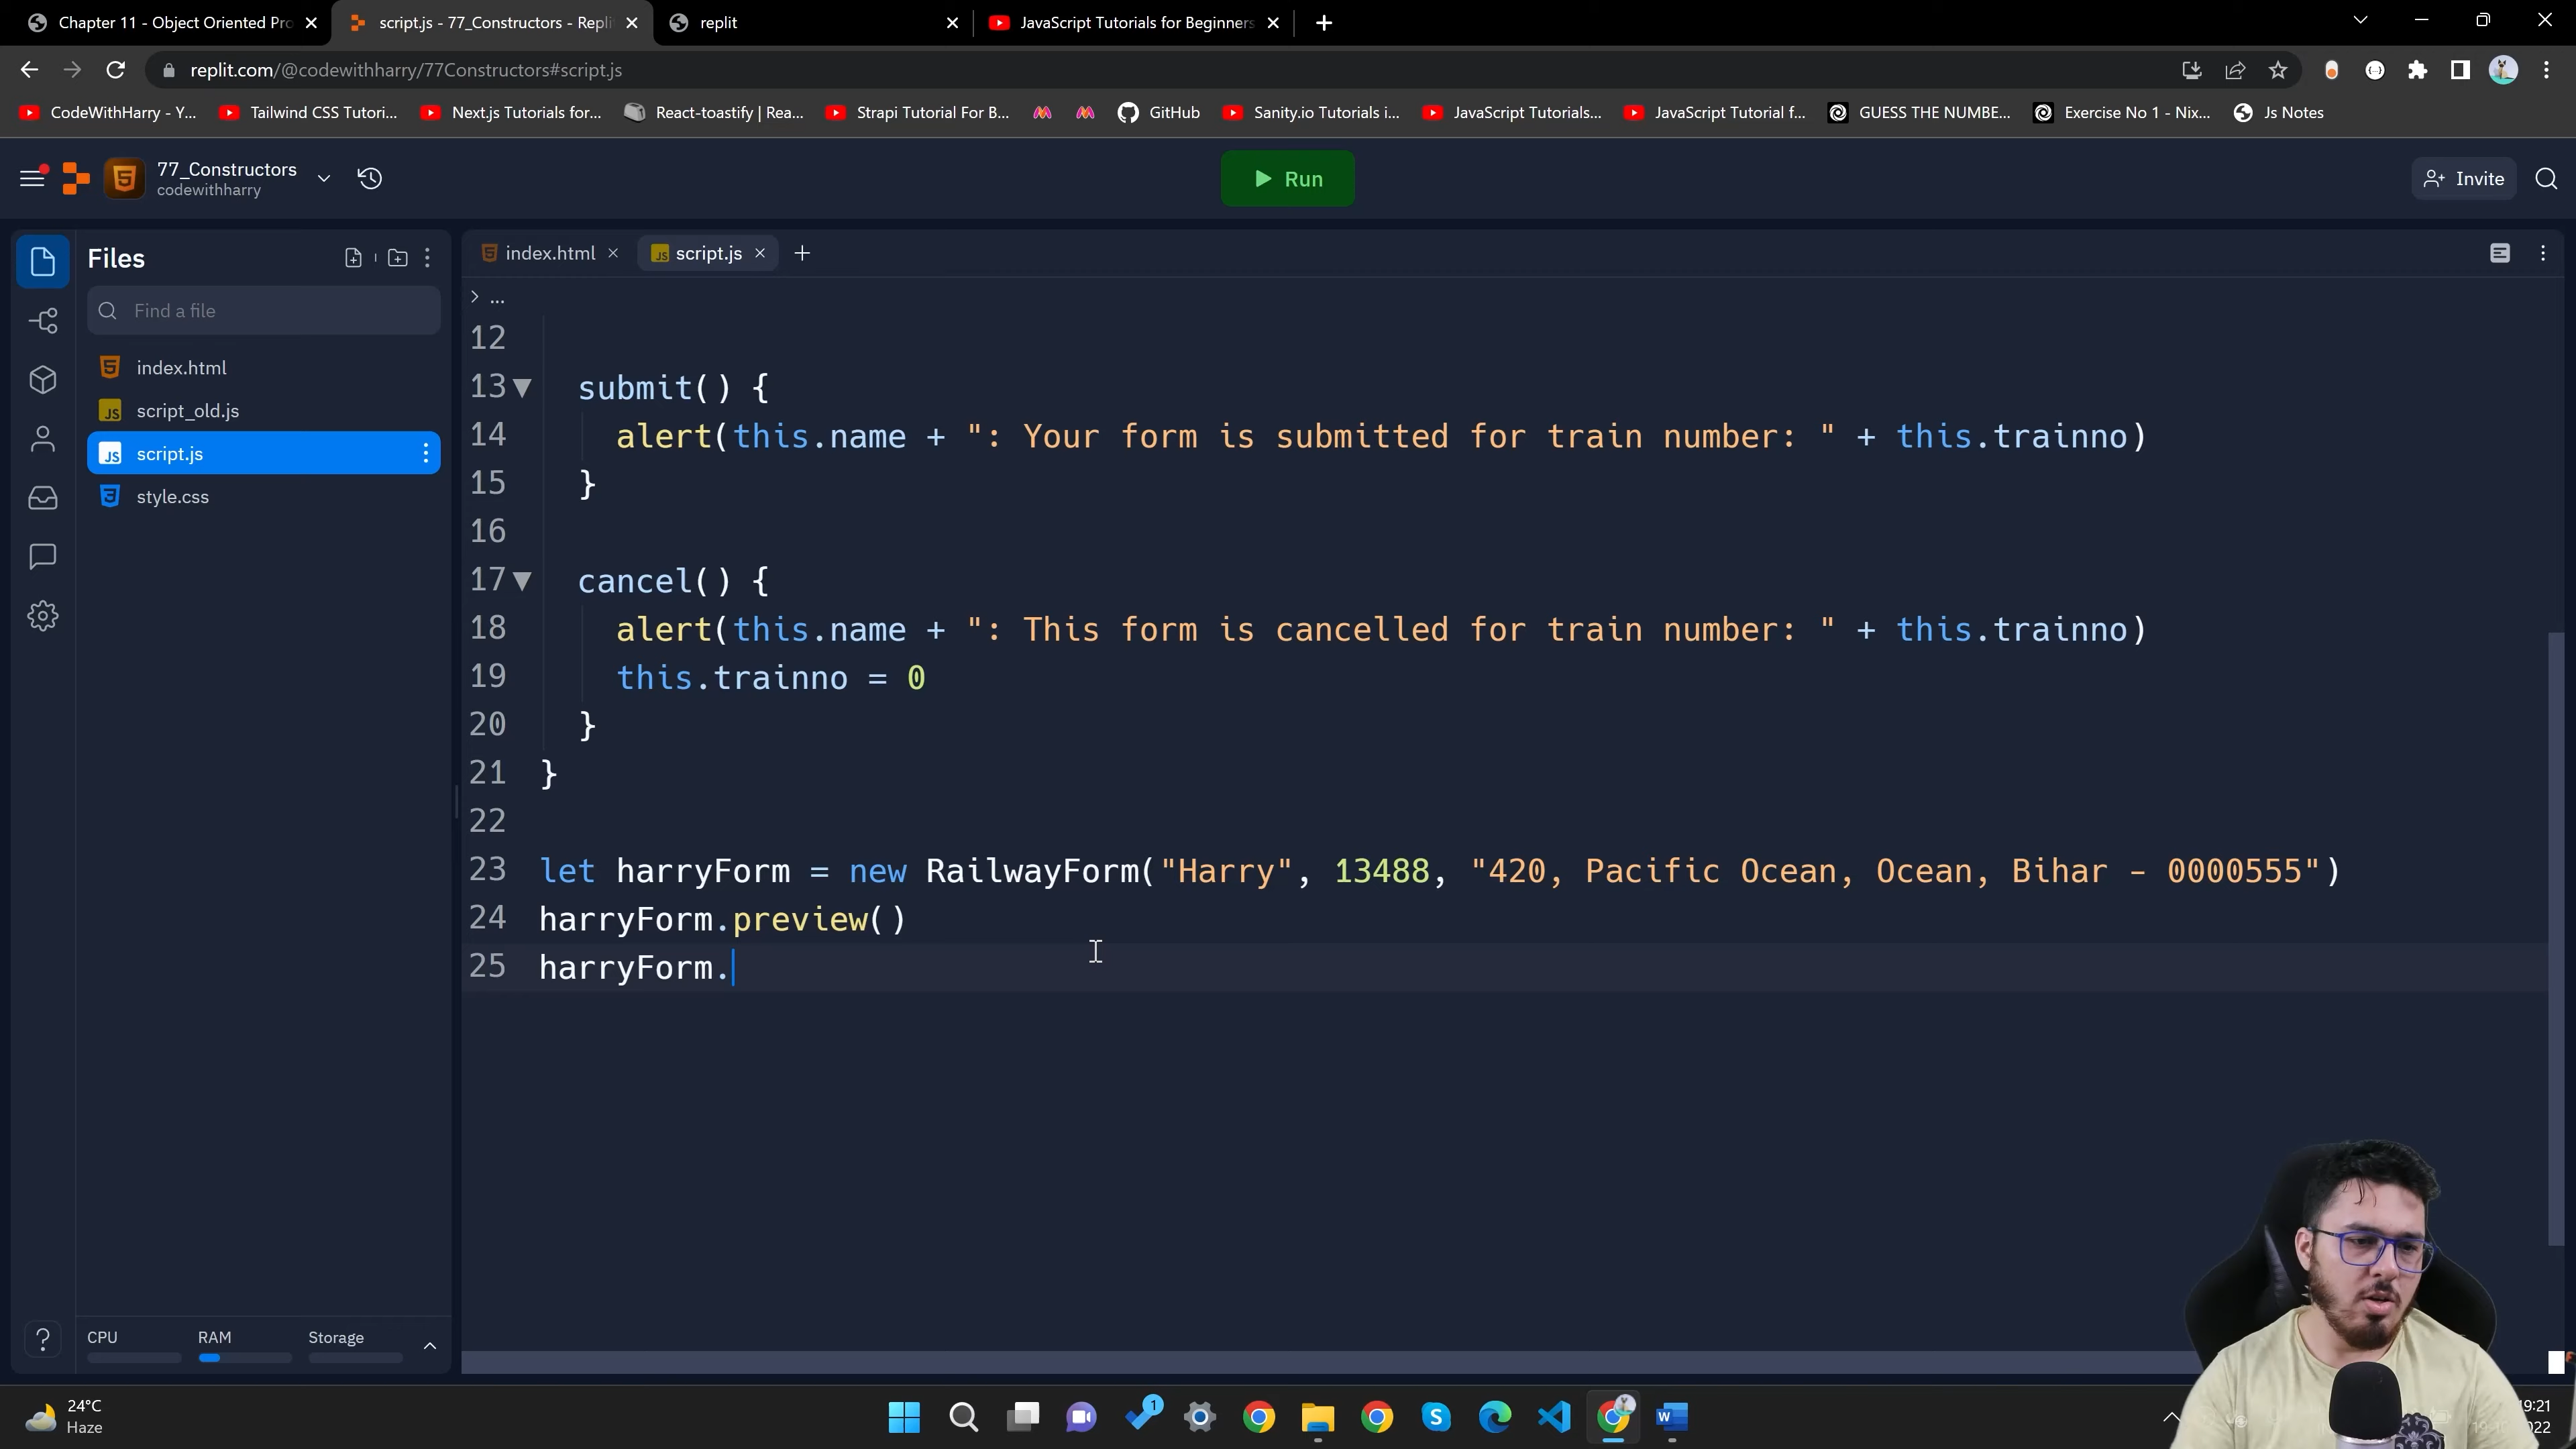 Chapter 11 - Object Oriented Pro
script.js - 77_Constructors - Repli
replit
JavaScript Tutorials for Beginners
replit.com/@codewithharry/77Constructors#script.js
CodeWithHarry - Y...
Tailwind CSS Tutori...
Next.js Tutorials for...
React-toastify | Rea...
Strapi Tutorial For B...
GitHub
Sanity.io Tutorials i...
JavaScript Tutorials...
JavaScript Tutorial f...
GUESS THE NUMBE...
Exercise No 1 - Nix...
Js Notes
77_Constructors
codewithharry
Run
Invite
Files
Find a file
index.html
script_old.js
script.js
style.css
index.html
script.js
> ...
12
13 submit() {
14 alert(this.name + ": Your form is submitted for train number: " + this.trainno)
15 }
16
17 cancel() {
18 alert(this.name + ": This form is cancelled for train number: " + this.trainno)
19 this.trainno = 0
20 }
21 }
22
23 let harryForm = new RailwayForm("Harry", 13488, "420, Pacific Ocean, Ocean, Bihar - 0000555")
24 harryForm.preview()
25 harryForm.
CPU RAM Storage
24°C
Haze
1
19:21